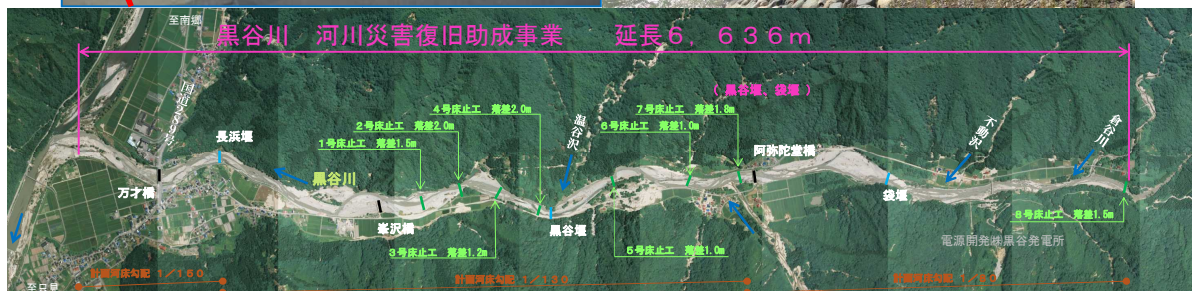 至南郷
黒谷川 河川災害復旧助成事業 延長6,636m
国道289号
長浜堰
4号床止工 落差2.0m
2号床止工 落差2.0m
1号床止工 落差1.5m
温谷沢
(黒谷堰、袋堰)
7号床止工 落差1.8m
6号床止工 落差1.0m
阿弥陀堂橋
不動沢
倉谷川
万才橋
黒谷川
峯沢橋
3号床止工 落差1.2m
黒谷堰
5号床止工 落差1.0m
袋堰
8号床止工 落差1.5m
電源開発㈱黒谷発電所
計画河床勾配 1/160
計画河床勾配
計画河床勾配
至只見